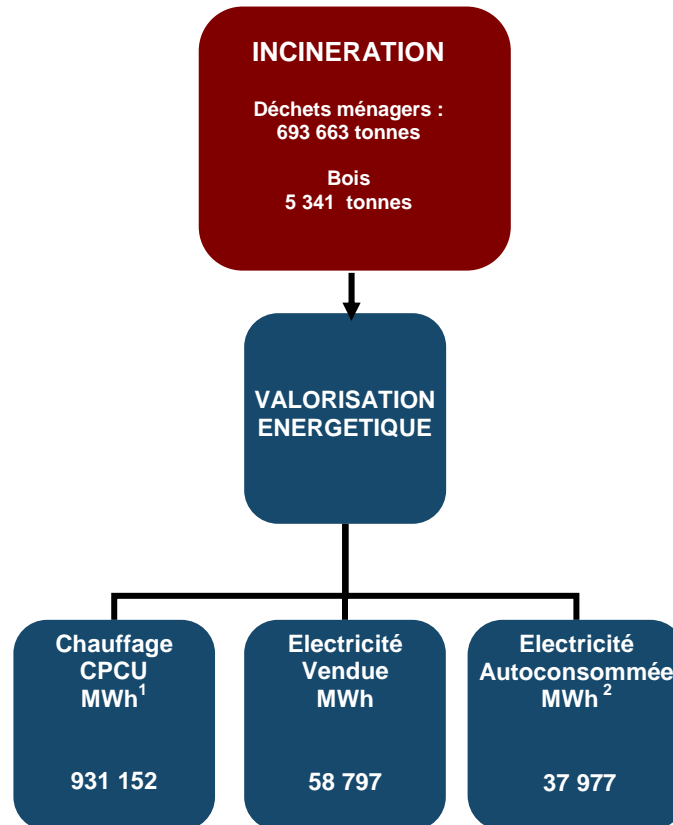 INCINERATION
Déchets ménagers :
693 663 tonnes
Bois
5 341 tonnes
VALORISATION
ENERGETIQUE
Chauffage
CPCU
MWh¹
931 152
Electricité
Vendue
MWh
58 797
Electricité
Autoconsommée
MWh ²
37 977